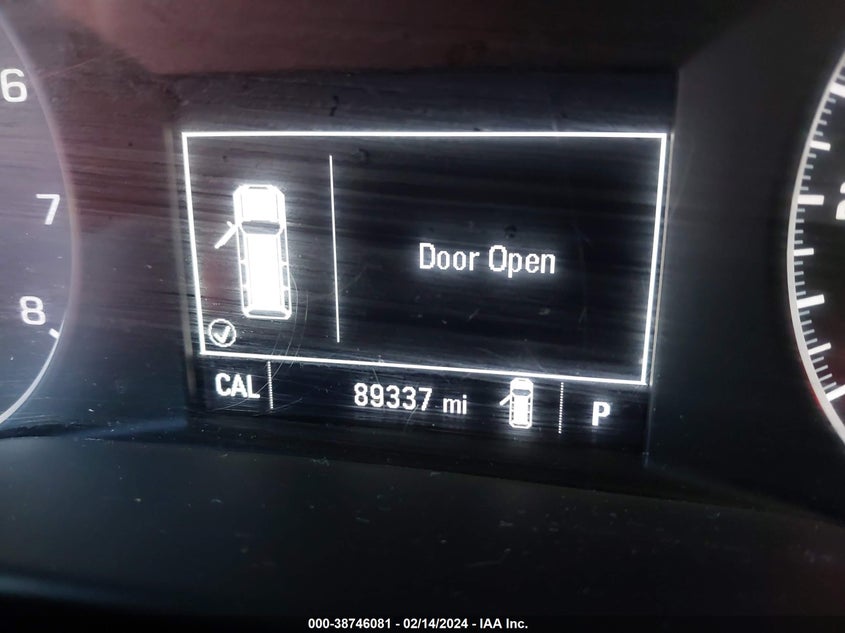 6
7
8
Door Open
CAL 89337 mi P
000-38746081 - 02/14/2024 - IAA Inc.